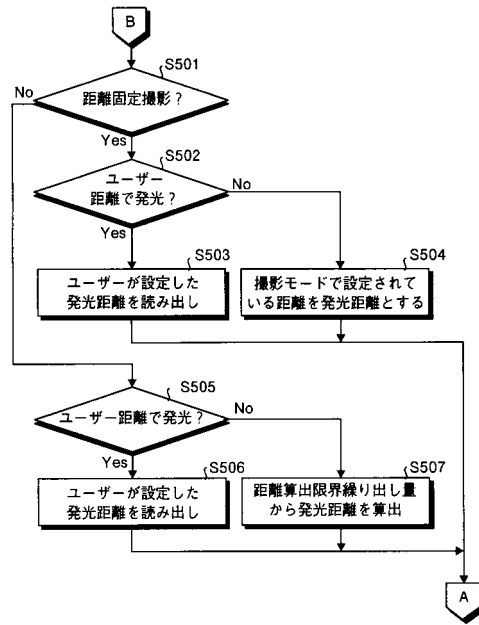 B
S501
No
距離固定撮影？
Yes
S502
ユーザー
距離で発光？
No
Yes
S503
S504
ユーザーが設定した
発光距離を読み出し
撮影モードで設定されて
いる距離を発光距離とする
S505
ユーザー距離で発光？
No
Yes
S506
S507
ユーザーが設定した
発光距離を読み出し
距離算出限界繰り出し量
から発光距離を算出
A